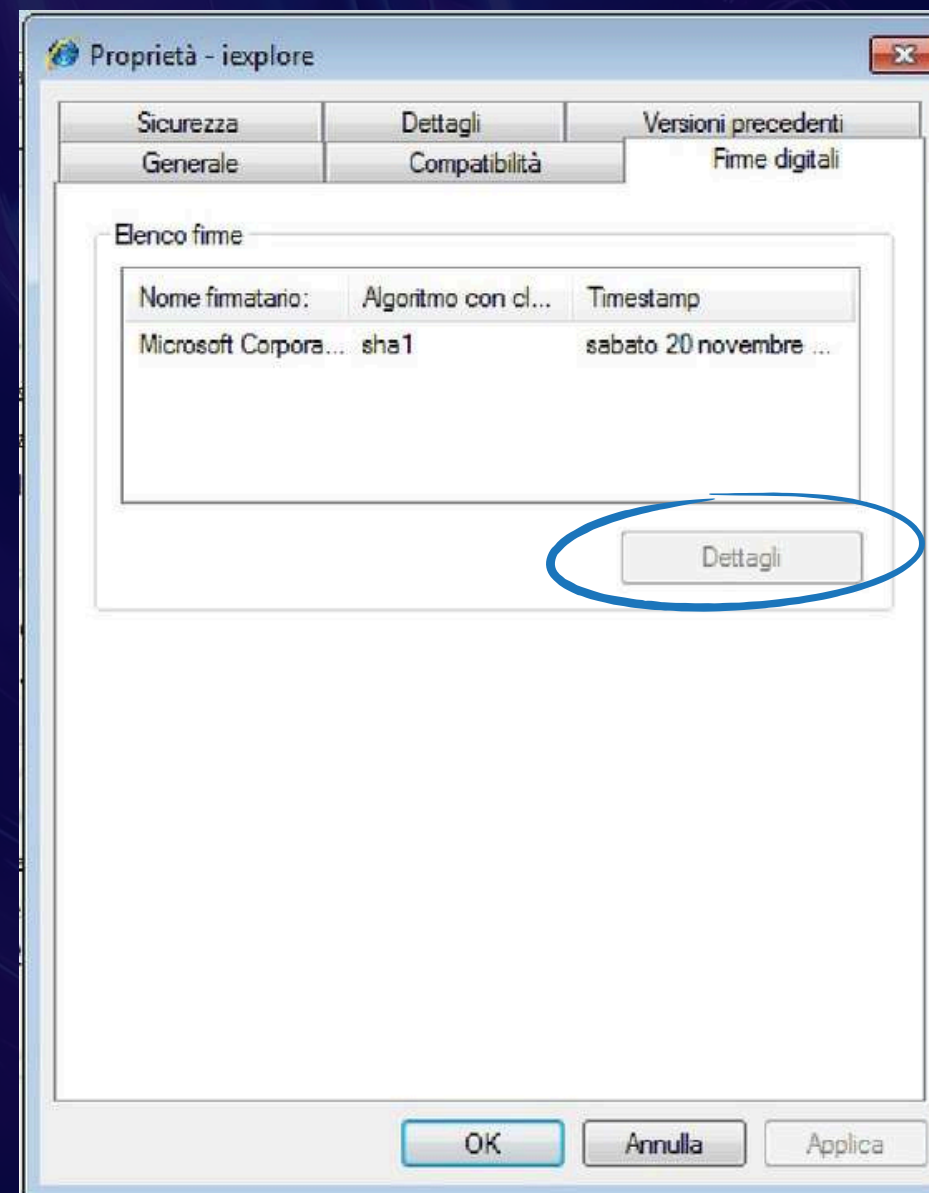 Proprietà - iexplore
Sicurezza Dettagli Versioni precedenti
Generale Compatibilità Firme digitali
Elenco firme
Nome firmatario: Algoritmo con cl... Timestamp
Microsoft Corpora... sha1 sabato 20 novembre ...
Dettagli
OK Annulla Applica